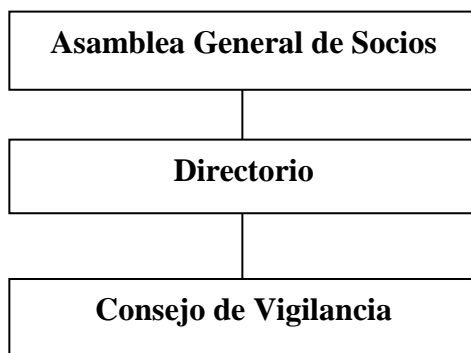 Asamblea General de Socios
Directorio
Consejo de Vigilancia